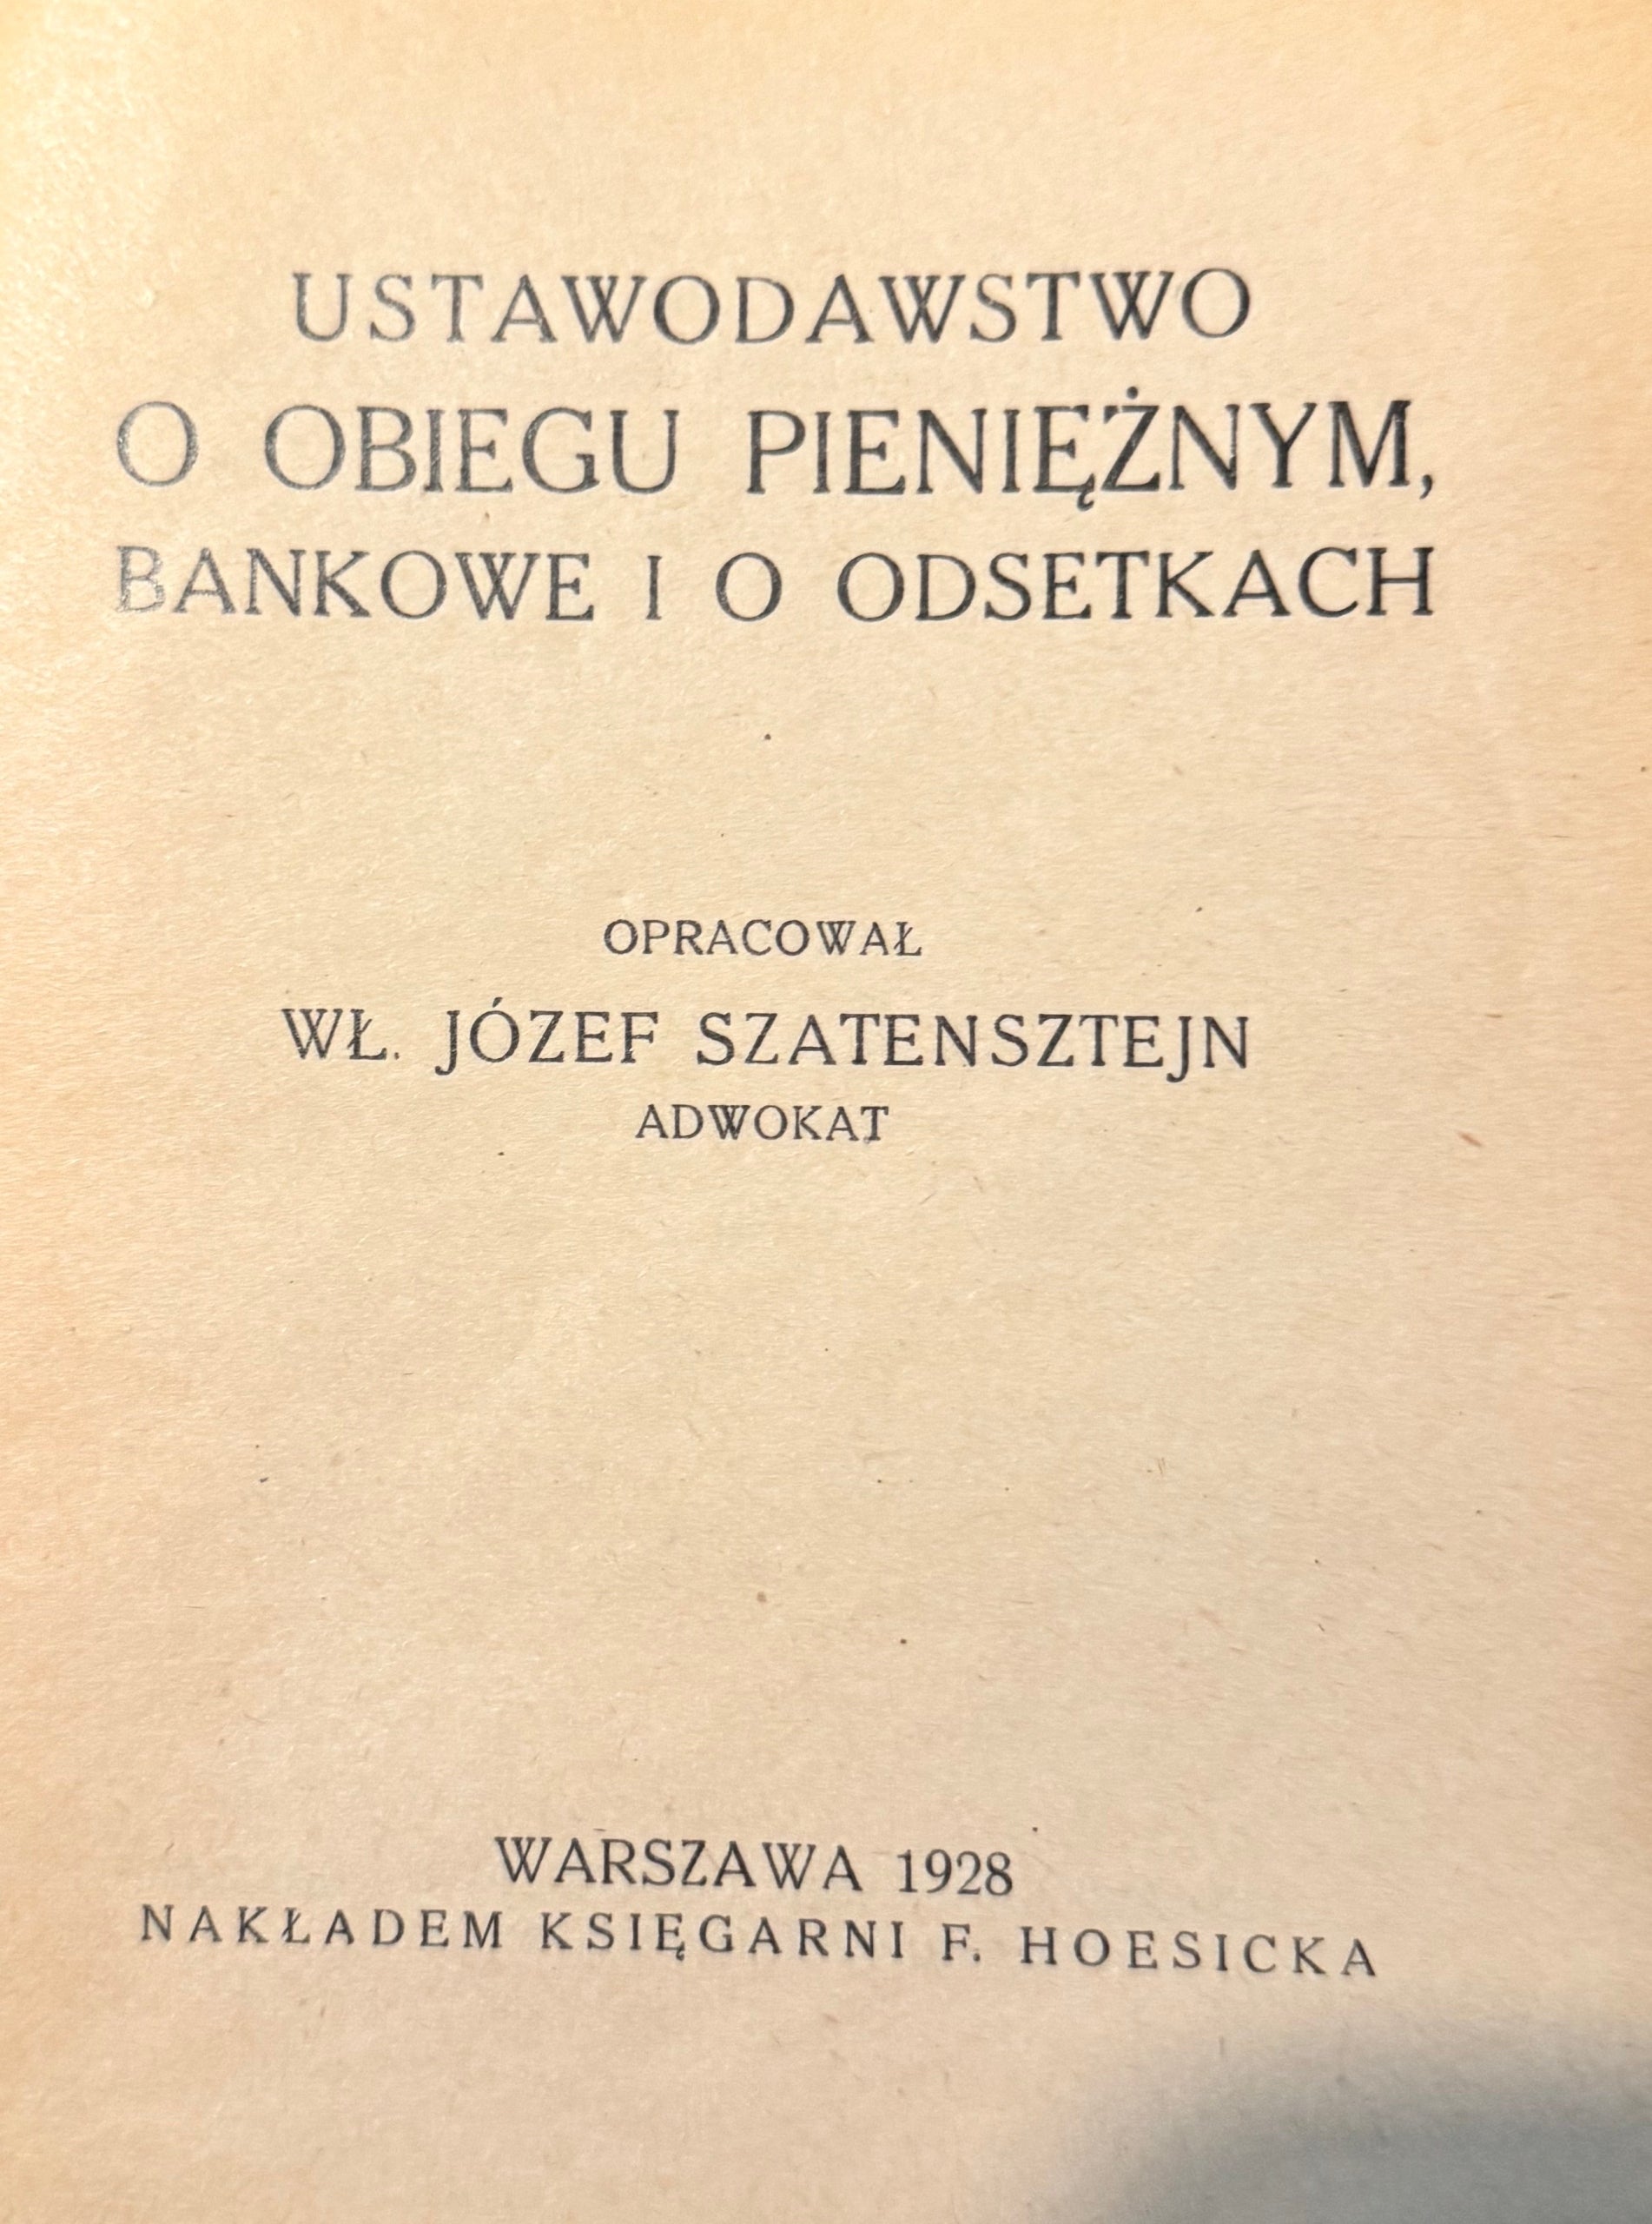 USTAWODAWSTWO
O OBIEGU PIENIĘŻNYM,
BANKOWE I O ODSETKACH
OPRACOWAŁ
WŁ. JÓZEF SZATENSZTEJN
ADWOKAT
WARSZAWA 1928
NAKŁADEM KSIĘGARNI F. HOESICKA